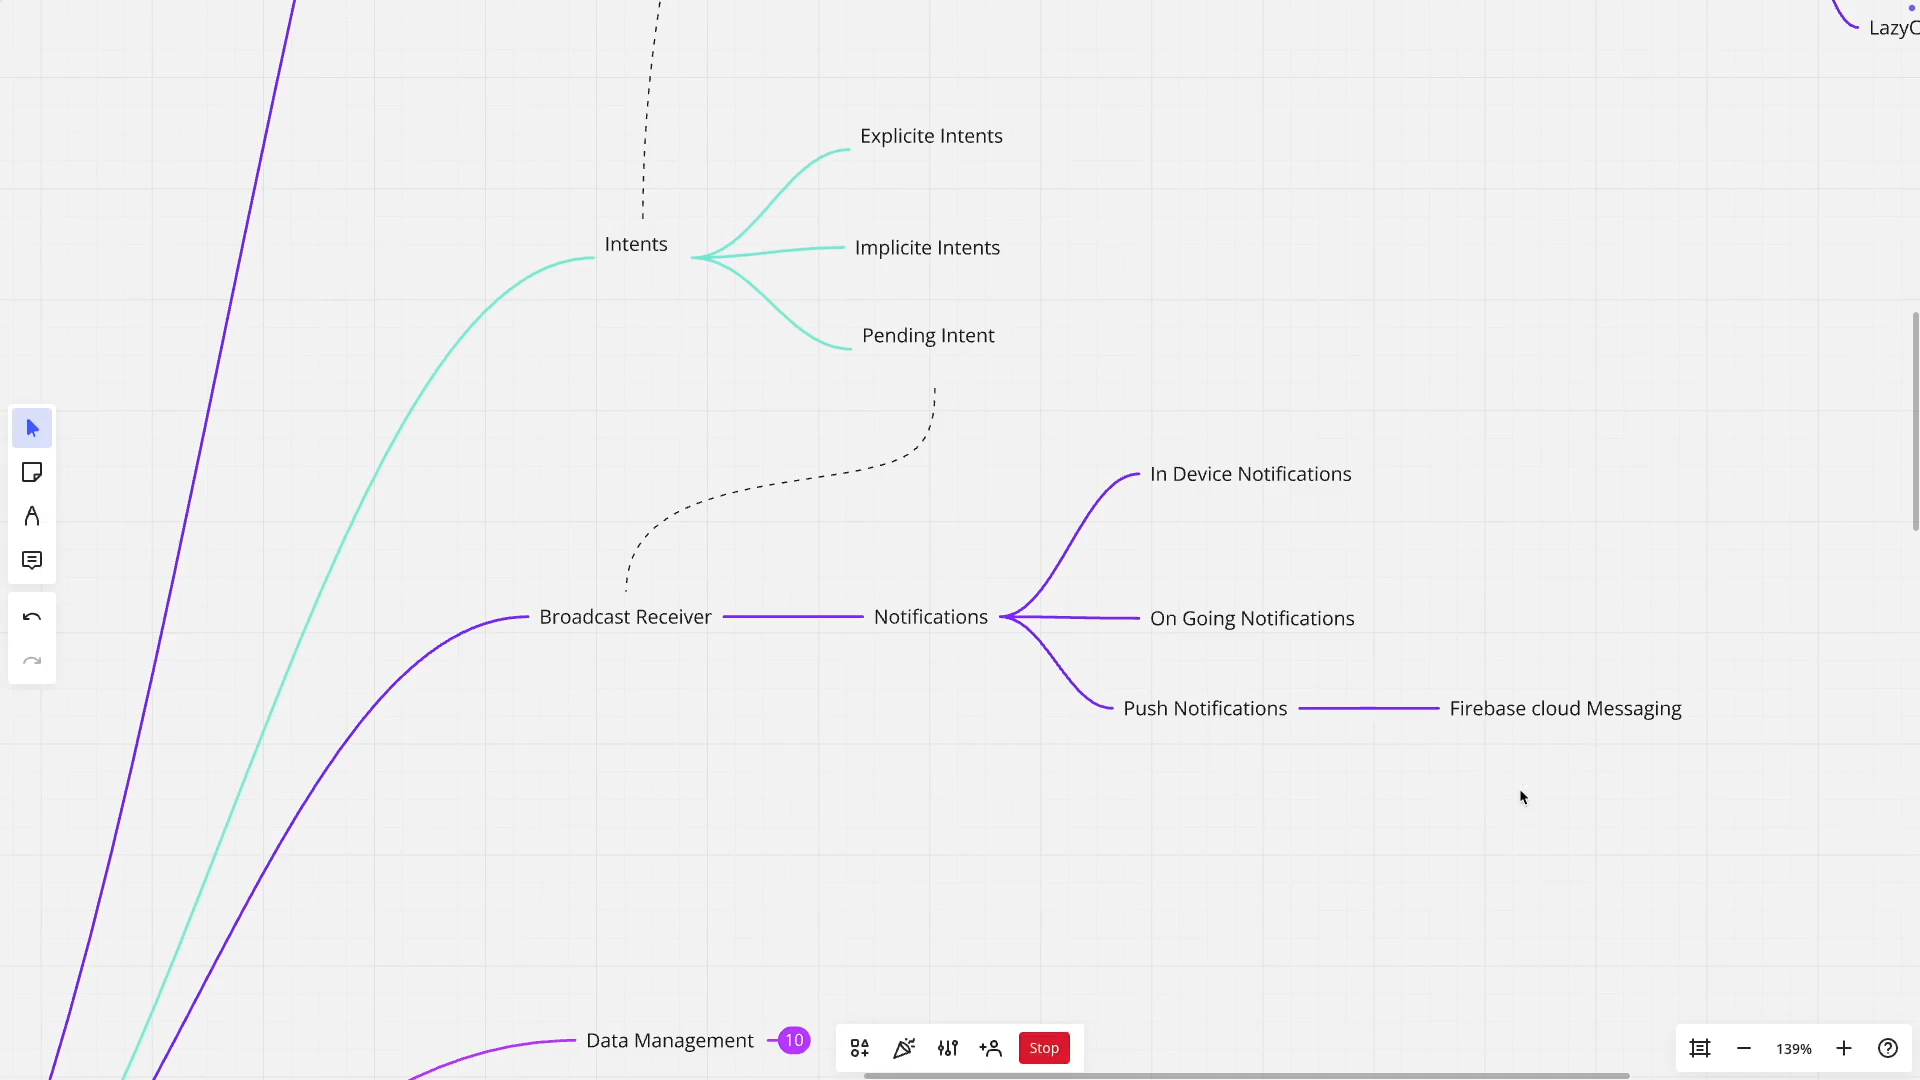 LazyC
Explicite Intents
Intents
Implicite Intents
Pending Intent
In Device Notifications
Broadcast Receiver
Notifications
On Going Notifications
Push Notifications
Firebase cloud Messaging
Data Management
10
Stop
139%